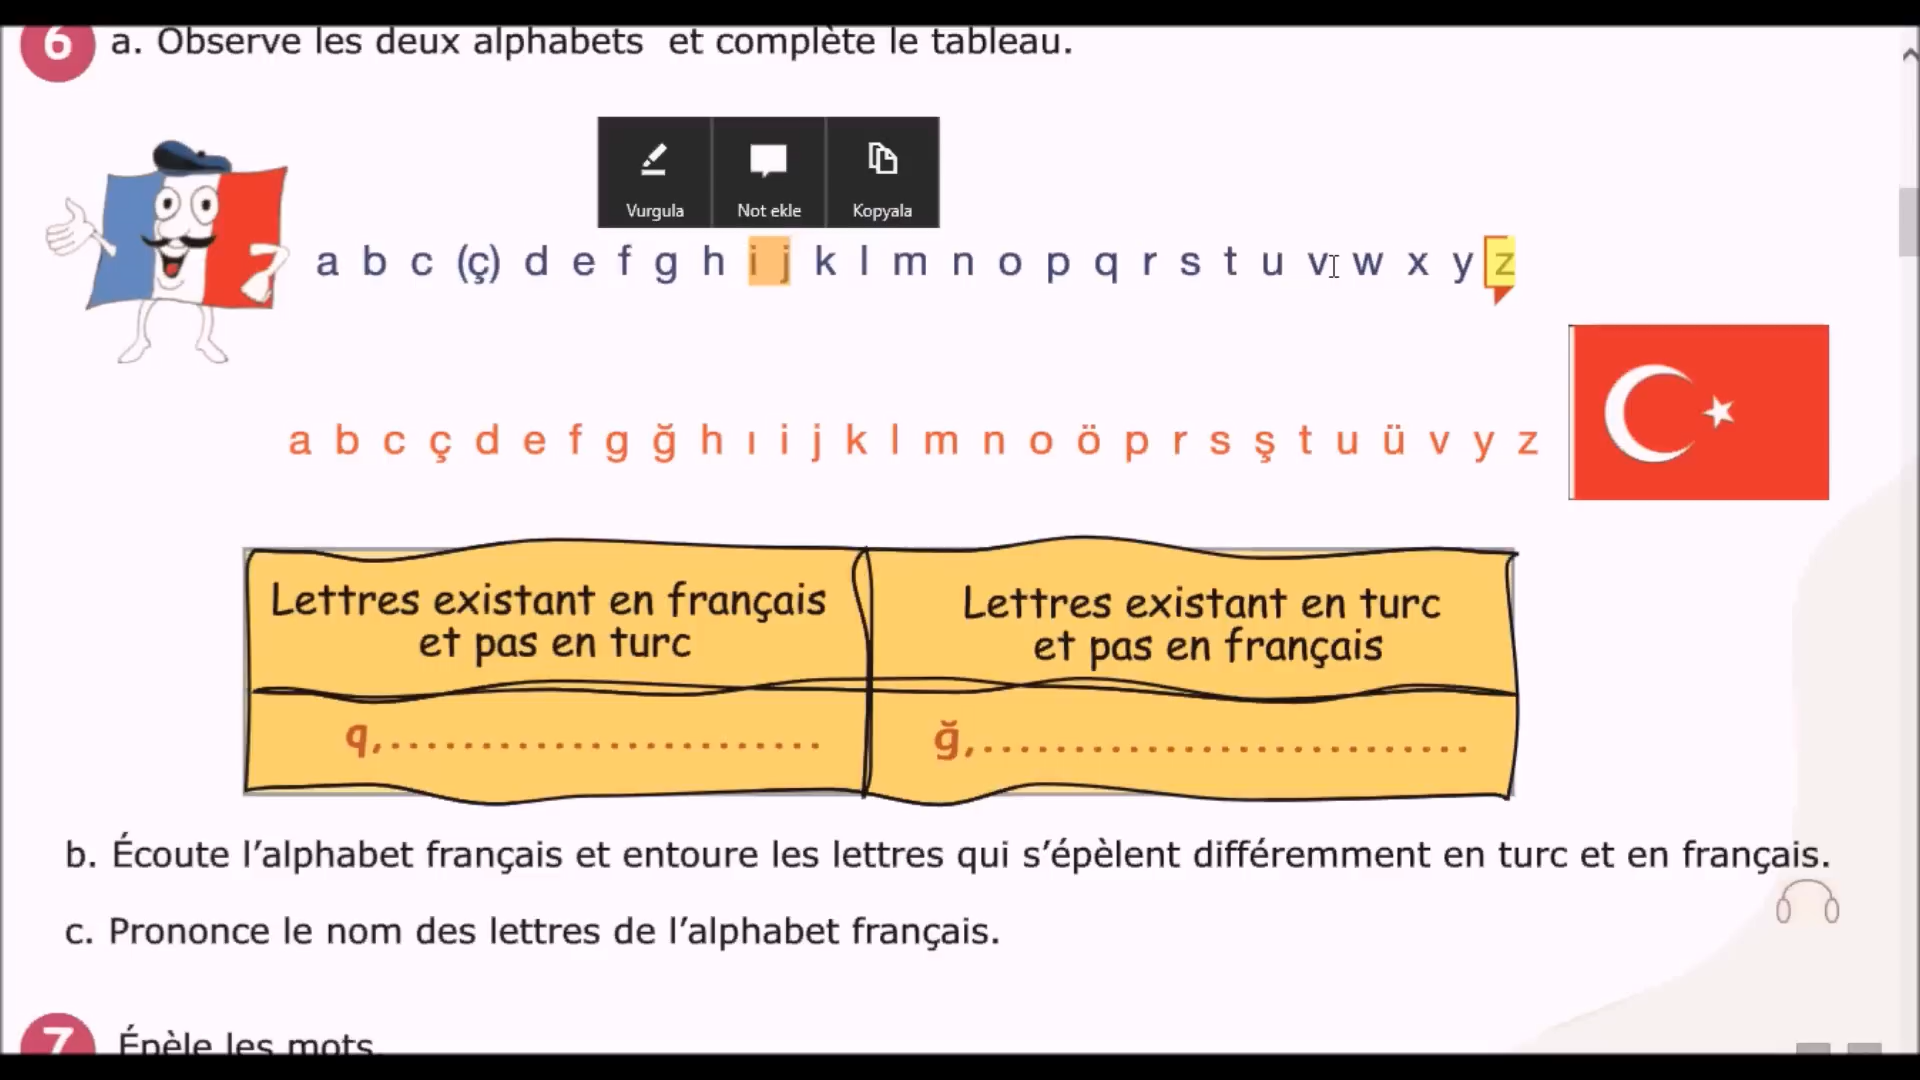 6 a. Observe les deux alphabets et complète le tableau.
Vurgula Not ekle Kopyala
a b c (ç) d e f g h i j k l m n o p q r s t u v w x y z
a b c ç d e f g ğ h ı i j k l m n o ö p r s ş t u ü v y z
Lettres existant en français
et pas en turc
Lettres existant en turc
et pas en français
q,....................................
ğ,....................................
b. Écoute l’alphabet français et entoure les lettres qui s’épèlent différemment en turc et en français.
c. Prononce le nom des lettres de l’alphabet français.
7 Épèle les mots.